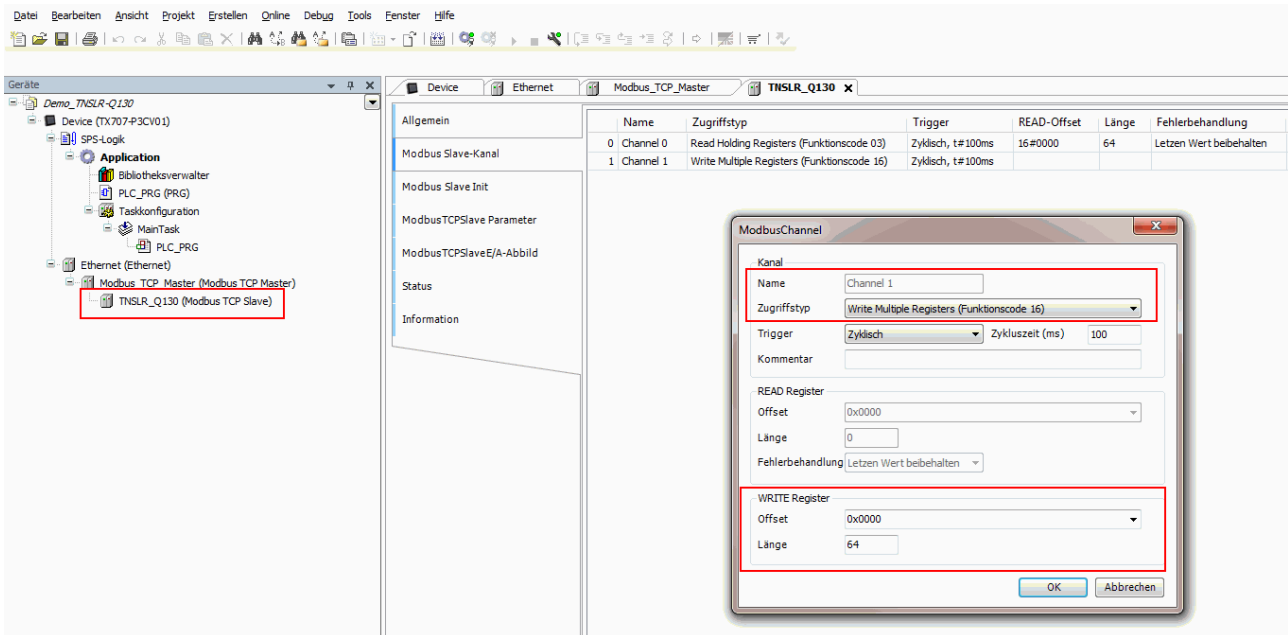 Datei Bearbeiten Ansicht Projekt Erstellen Online Debug Tools Fenster Hilfe
Geräte
Demo_TNSLR-Q130
Device (TX707-P3CV01)
SPS-Logik
Application
Bibliotheksverwalter
PLC_PRG (PRG)
Taskkonfiguration
MainTask
PLC_PRG
Ethernet (Ethernet)
Modbus_TCP_Master (Modbus TCP Master)
TNSLR_Q130 (Modbus TCP Slave)
Device Ethernet Modbus_TCP_Master TNSLR_Q130
Allgemein
Modbus Slave-Kanal
Modbus Slave Init
ModbusTCPSlave Parameter
ModbusTCPSlaveE/A-Abbild
Status
Information
Name Zugriffstyp Trigger READ-Offset Länge Fehlerbehandlung
0 Channel 0 Read Holding Registers (Funktionscode 03) Zyklisch, t#100ms 16#0000 64 Letzen Wert beibehalten
1 Channel 1 Write Multiple Registers (Funktionscode 16) Zyklisch, t#100ms
ModbusChannel
Kanal
Name Channel 1
Zugriffstyp Write Multiple Registers (Funktionscode 16)
Trigger Zyklisch Zykluszeit (ms) 100
Kommentar
READ Register
Offset 0x0000
Länge 0
Fehlerbehandlung Letzen Wert beibehalten
WRITE Register
Offset 0x0000
Länge 64
OK Abbrechen